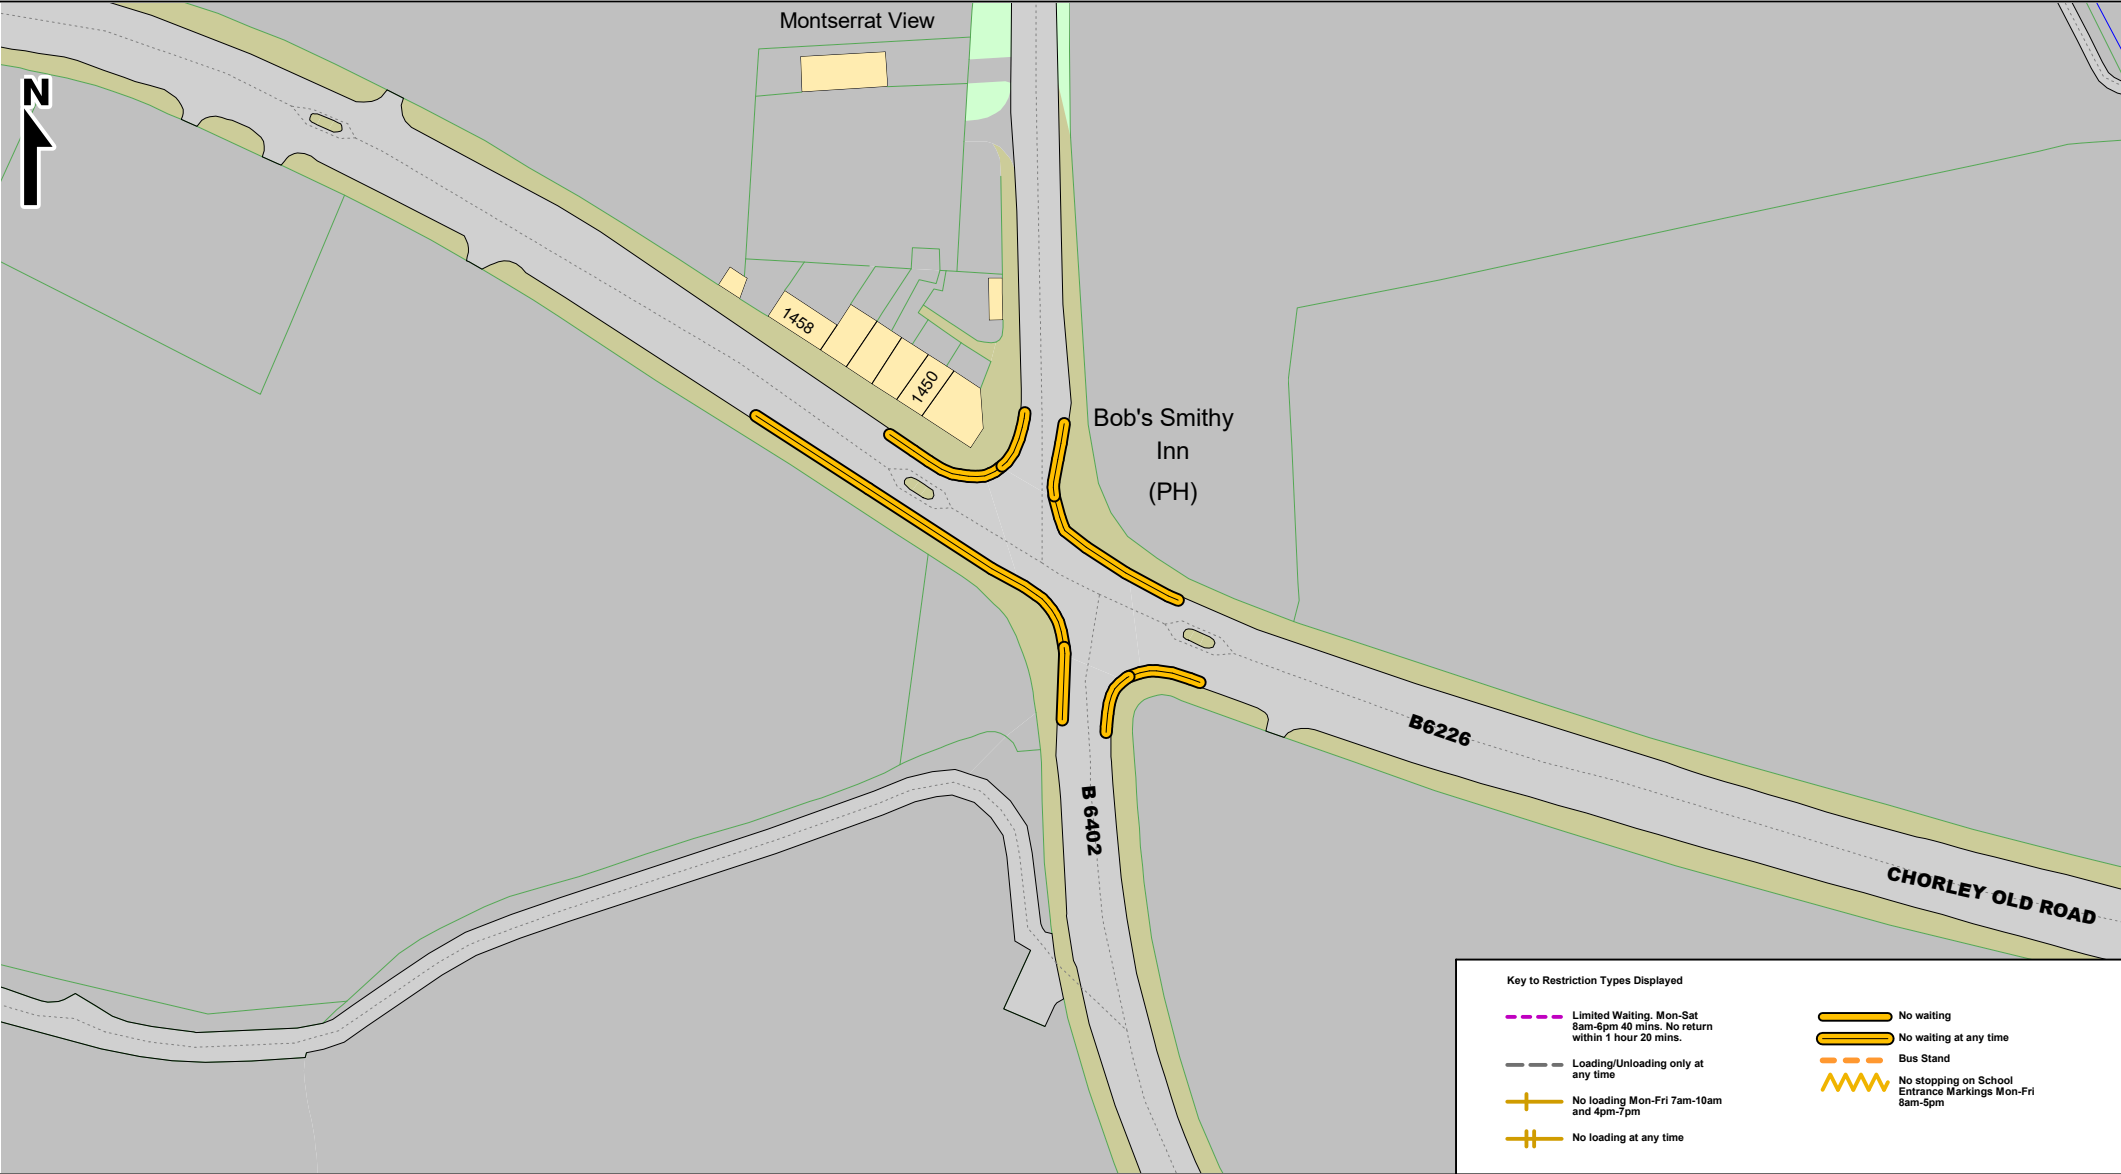 Montserrat View
N
1458
1450
Bob's Smithy
Inn
(PH)
B6226
B 6402
CHORLEY OLD ROAD
Key to Restriction Types Displayed
Limited Waiting. Mon-Sat
8am-6pm 40 mins. No return
within 1 hour 20 mins.
Loading/Unloading only at
any time
No loading Mon-Fri 7am-10am
and 4pm-7pm
No loading at any time
No waiting
No waiting at any time
Bus Stand
No stopping on School
Entrance Markings Mon-Fri
8am-5pm